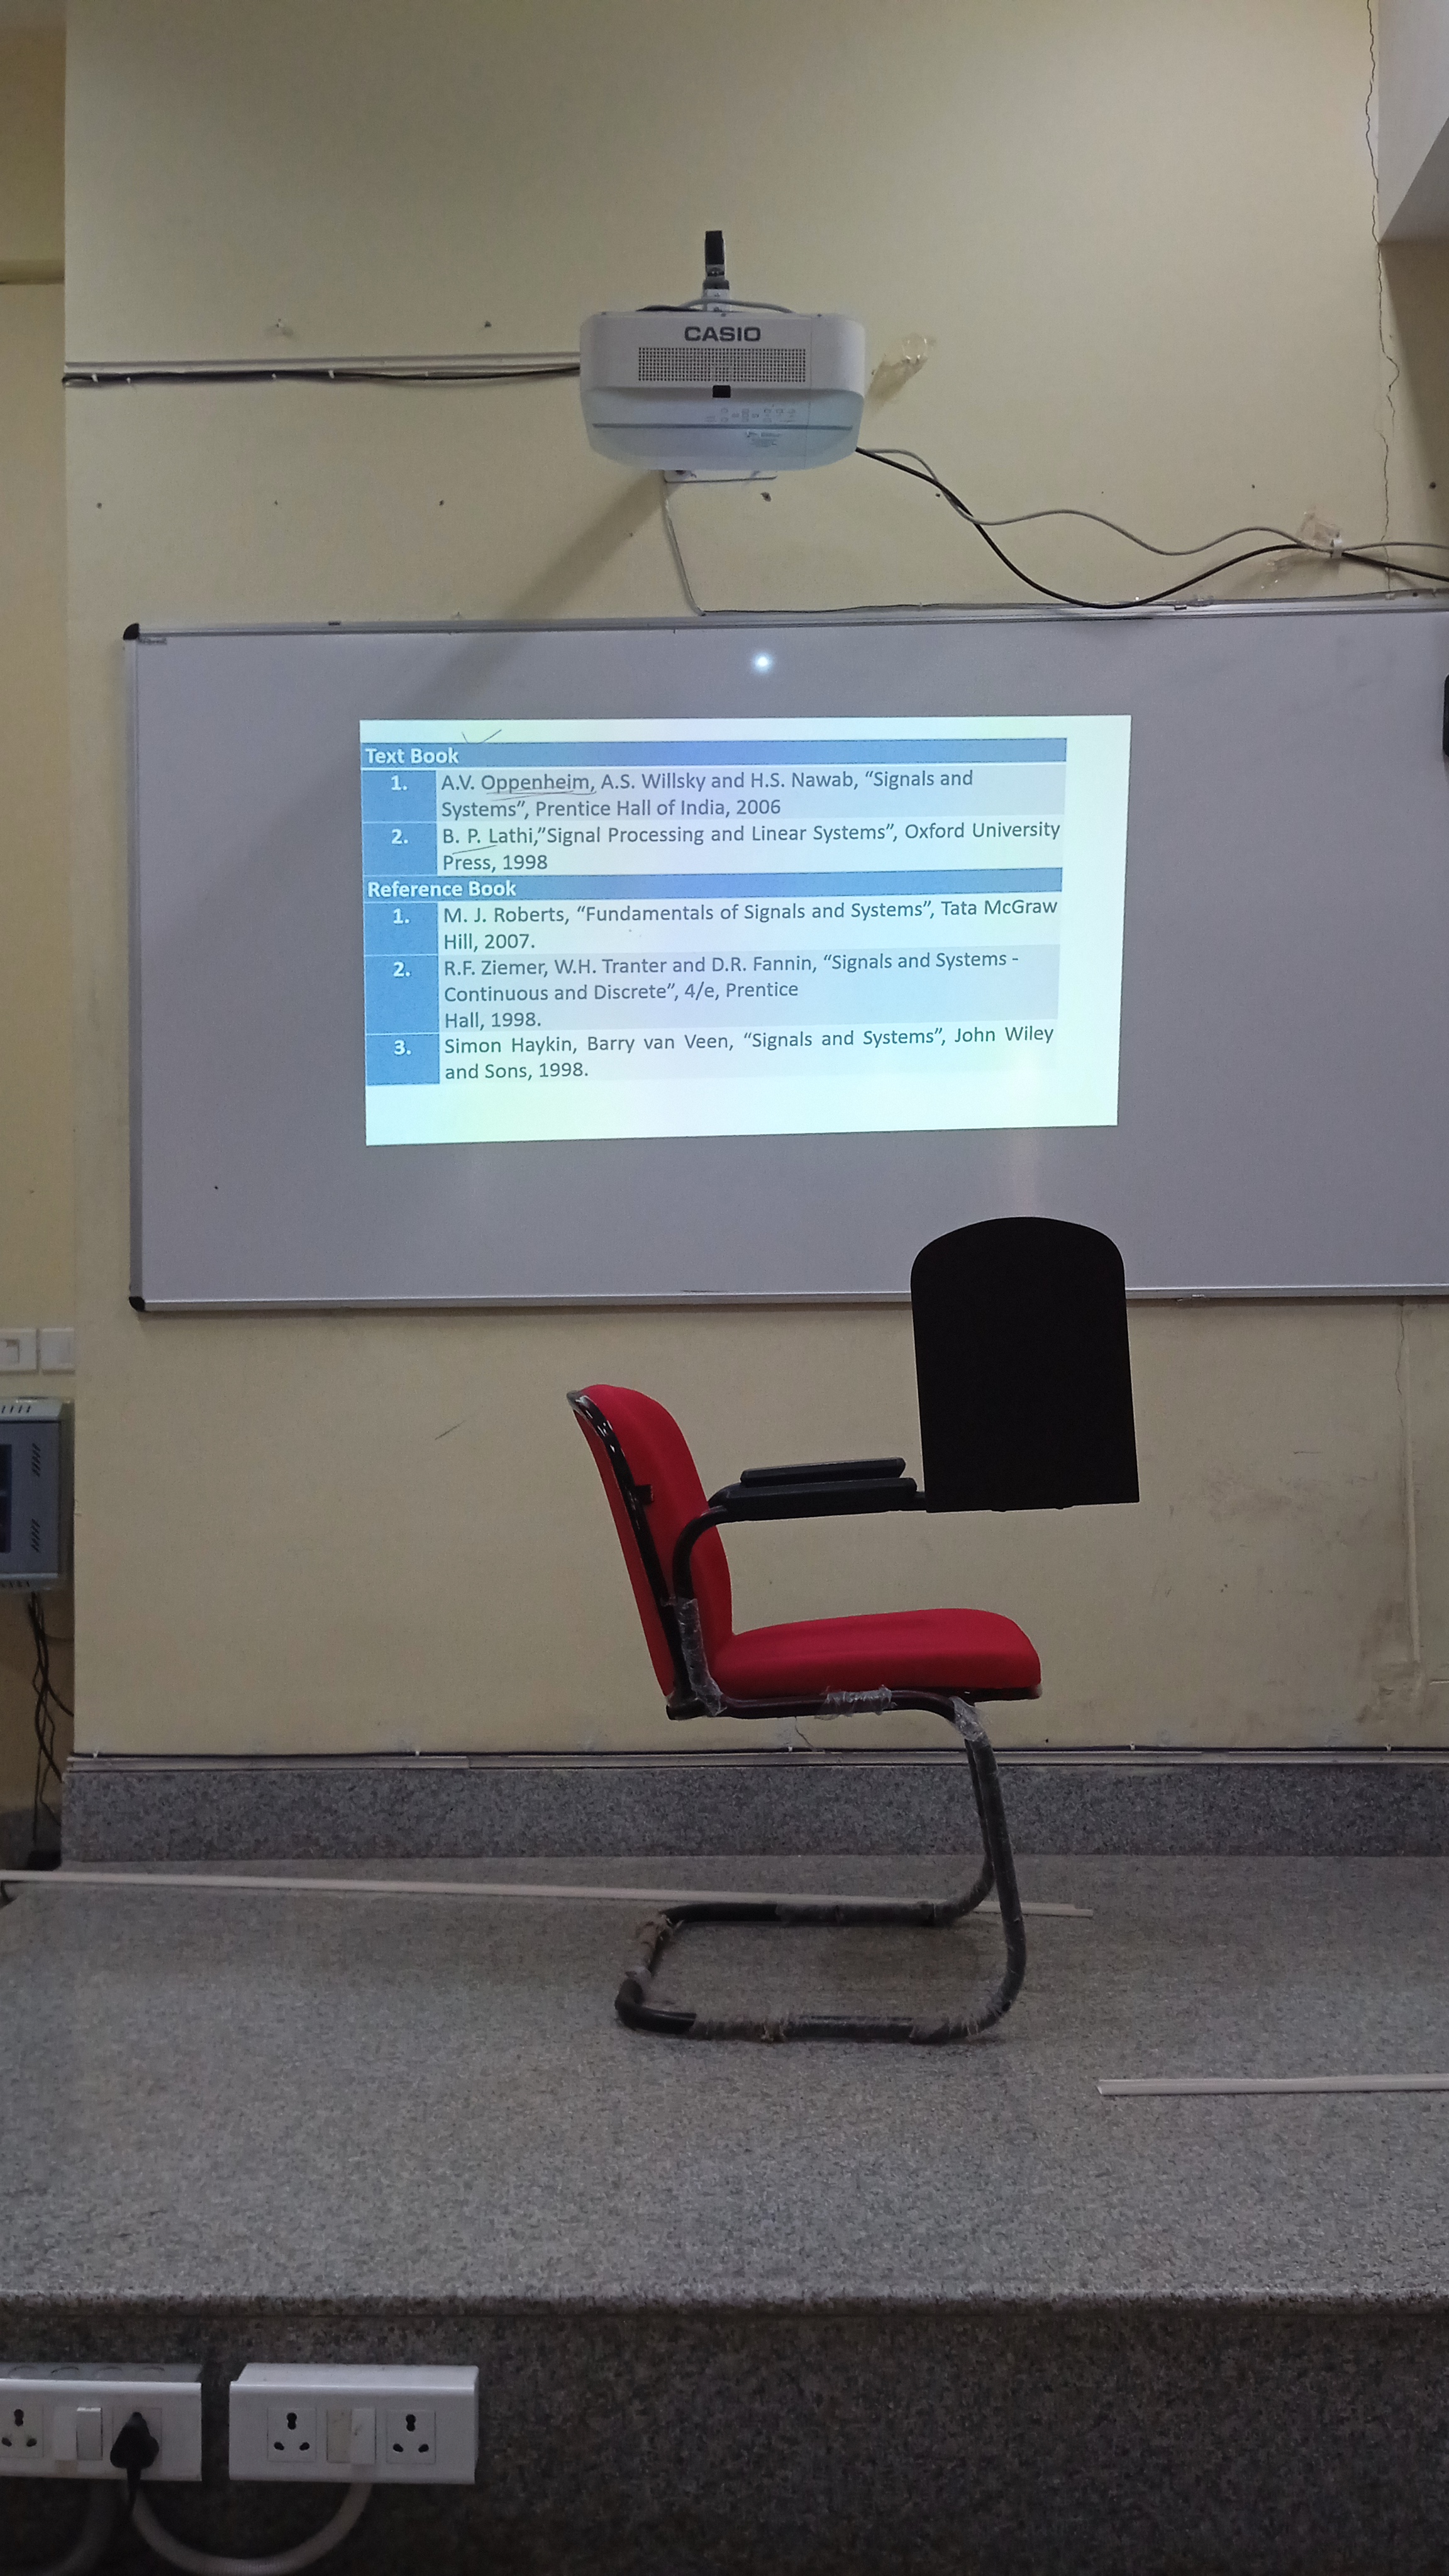 CASIO
Text Book
1. A.V. Oppenheim, A.S. Willsky and H.S. Nawab, “Signals and
Systems”, Prentice Hall of India, 2006
2. B. P. Lathi,”Signal Processing and Linear Systems”, Oxford University
Press, 1998
Reference Book
1. M. J. Roberts, “Fundamentals of Signals and Systems”, Tata McGraw
Hill, 2007.
2. R.F. Ziemer, W.H. Tranter and D.R. Fannin, “Signals and Systems -
Continuous and Discrete”, 4/e, Prentice
Hall, 1998.
3. Simon Haykin, Barry van Veen, “Signals and Systems”, John Wiley
and Sons, 1998.